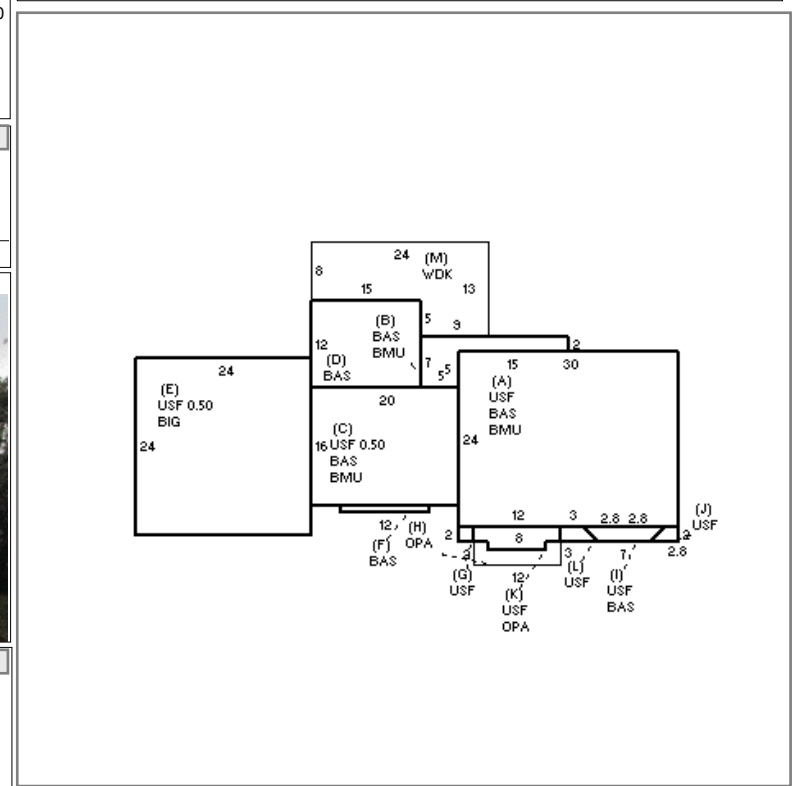 24
(M)
WDK
8
15
13
(B)
BAS
BMU
5
9
2
12
(D)
BAS
7
5
5
15
30
24
(E)
USF 0.50
BIG
24
20
(A)
USF
BAS
BMU
24
(C)
16 USF 0.50
BAS
BMU
12
3
2.8
2.8
(J)
USF
2
8
2
12
(H)
OPA
(F)
BAS
3
3
(L)
USF
7
2.8
(G)
USF
12
(K)
USF
OPA
(I)
USF
BAS